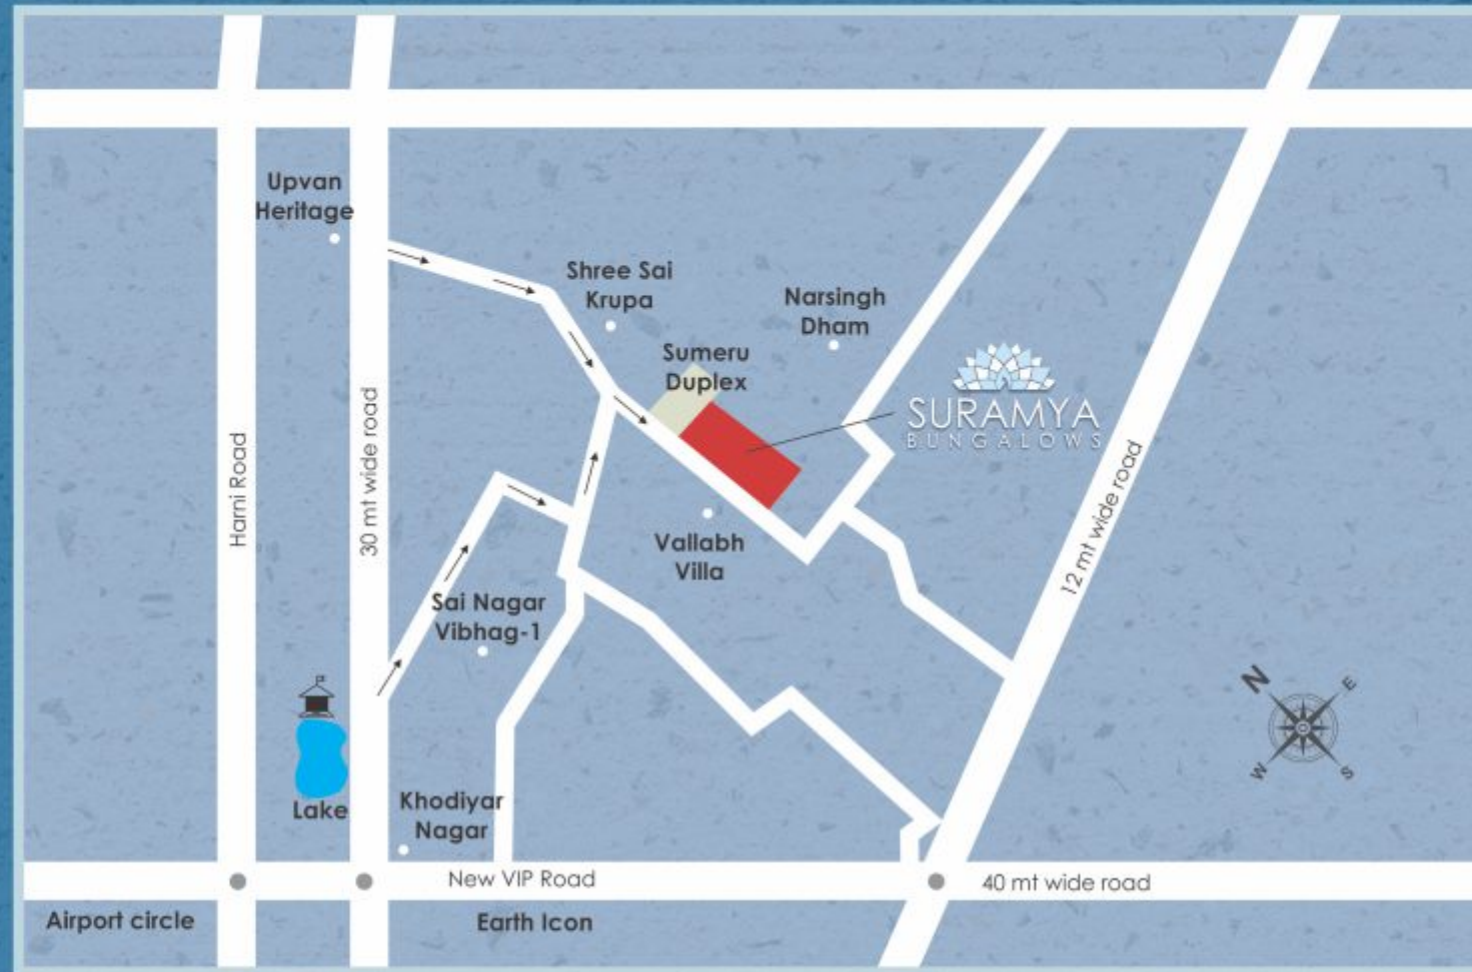 Upvan
Heritage
Shree Sai
Krupa
Narsingh
Dham
Sumeru
Duplex
SURAMYA
BUNGALOWS
Harni Road
30 mt wide road
12 mt wide road
Vallabh
Villa
Sai Nagar
Vibhag-1
N
E
W
S
Lake
Khodiyar
Nagar
New VIP Road
40 mt wide road
Airport circle
Earth Icon